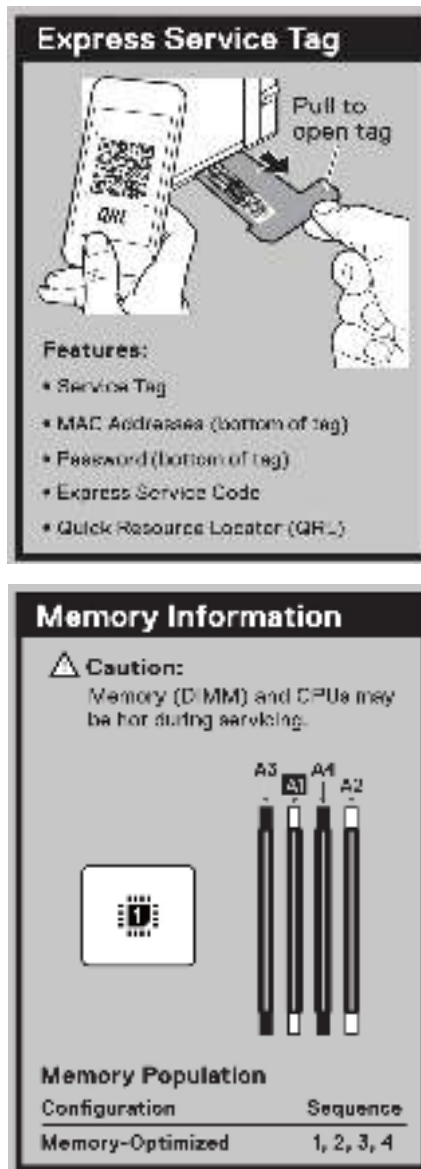 Express Service Tag
Pull to
open tag
QRL
Features:
• Service Tag
• MAC Addresses (bottom of tag)
• Password (bottom of tag)
• Express Service Code
• Quick Resource Locator (QRL)
Memory Information
Caution:
Memory (DIMM) and CPUs may
be hot during servicing.
A3 A1 A4 A2
1
Memory Population
Configuration Sequence
Memory-Optimized 1, 2, 3, 4